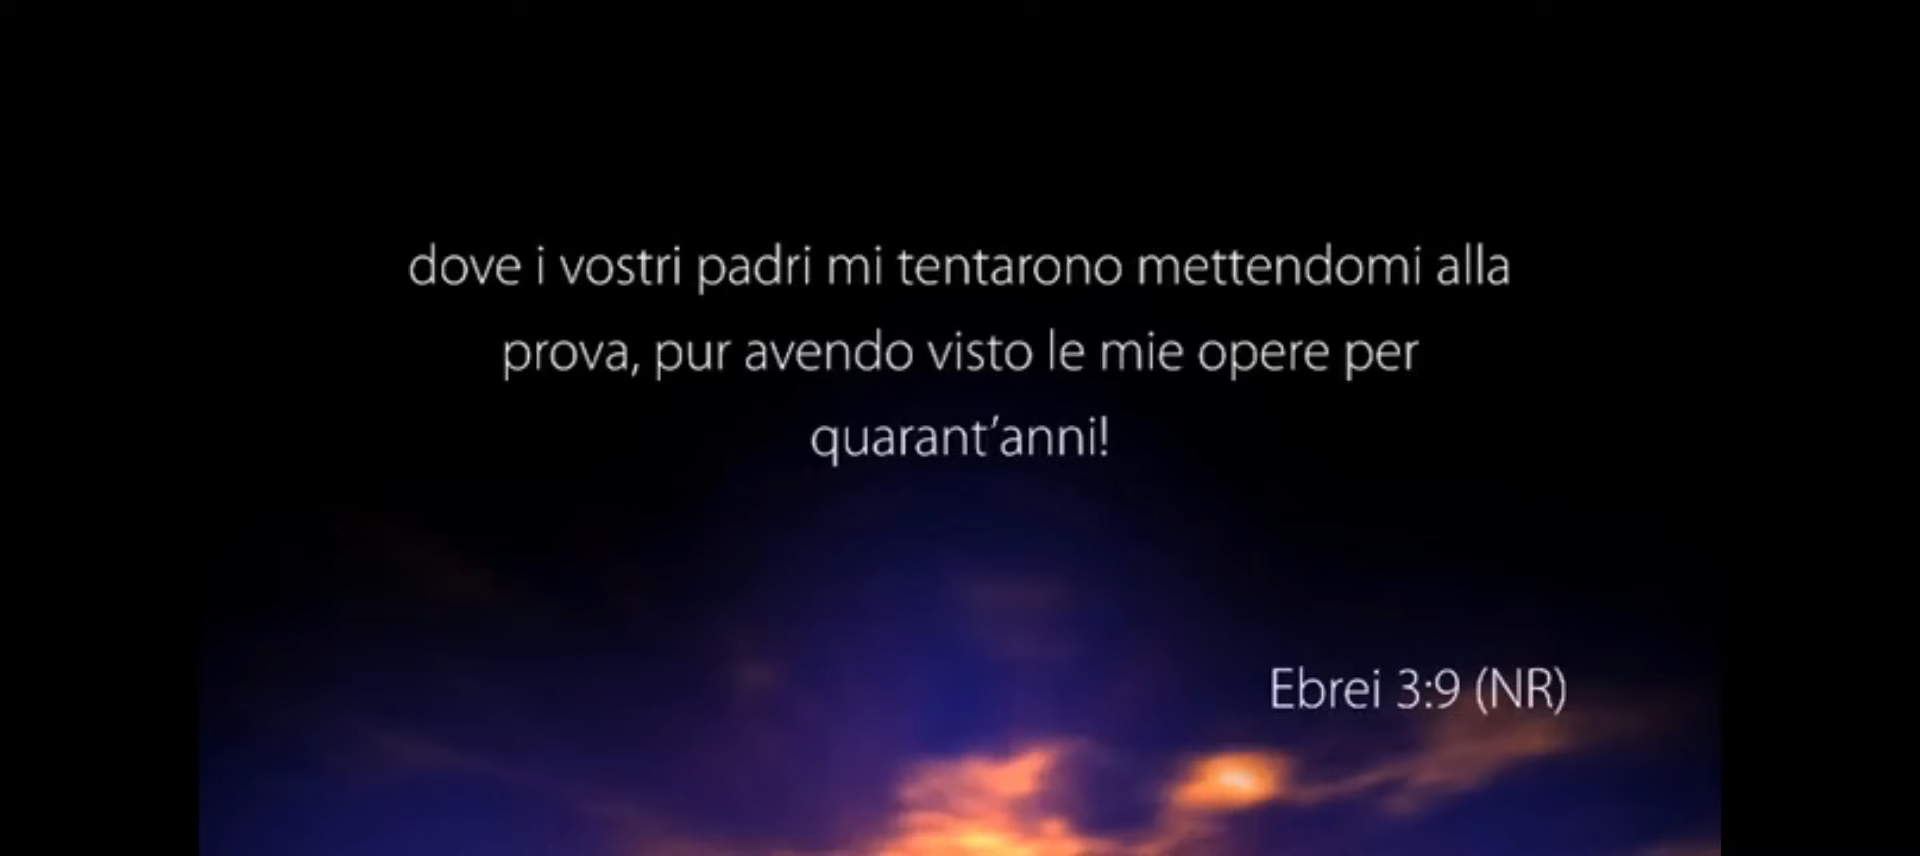 dove i vostri padri mi tentarono mettendomi alla
prova, pur avendo visto le mie opere per
quarant’anni!
Ebrei 3:9 (NR)